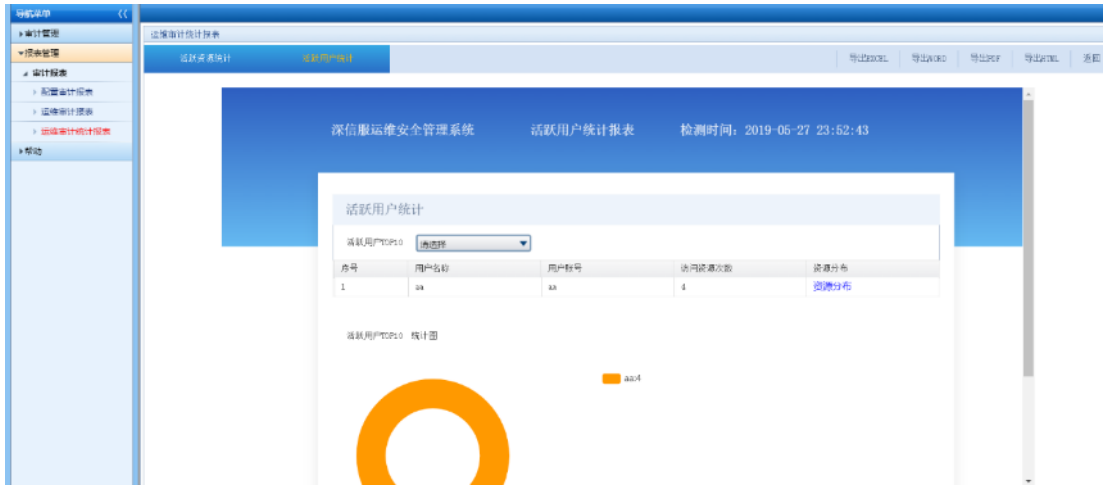 导航菜单
审计管理
报表管理
审计报表
配置审计报表
运维审计报表
运维审计统计报表
帮助
运维审计统计报表
活跃资源统计 活跃用户统计 导出EXCEL 导出WORD 导出PDF 导出HTML 返回
深信服运维安全管理系统 活跃用户统计报表 检测时间：2019-05-27 23:52:43
活跃用户统计
活跃用户TOP10 请选择
序号 用户名称 用户账号 访问资源次数 资源分布
1 aa aa 4 资源分布
活跃用户TOP10 统计图
aa:4